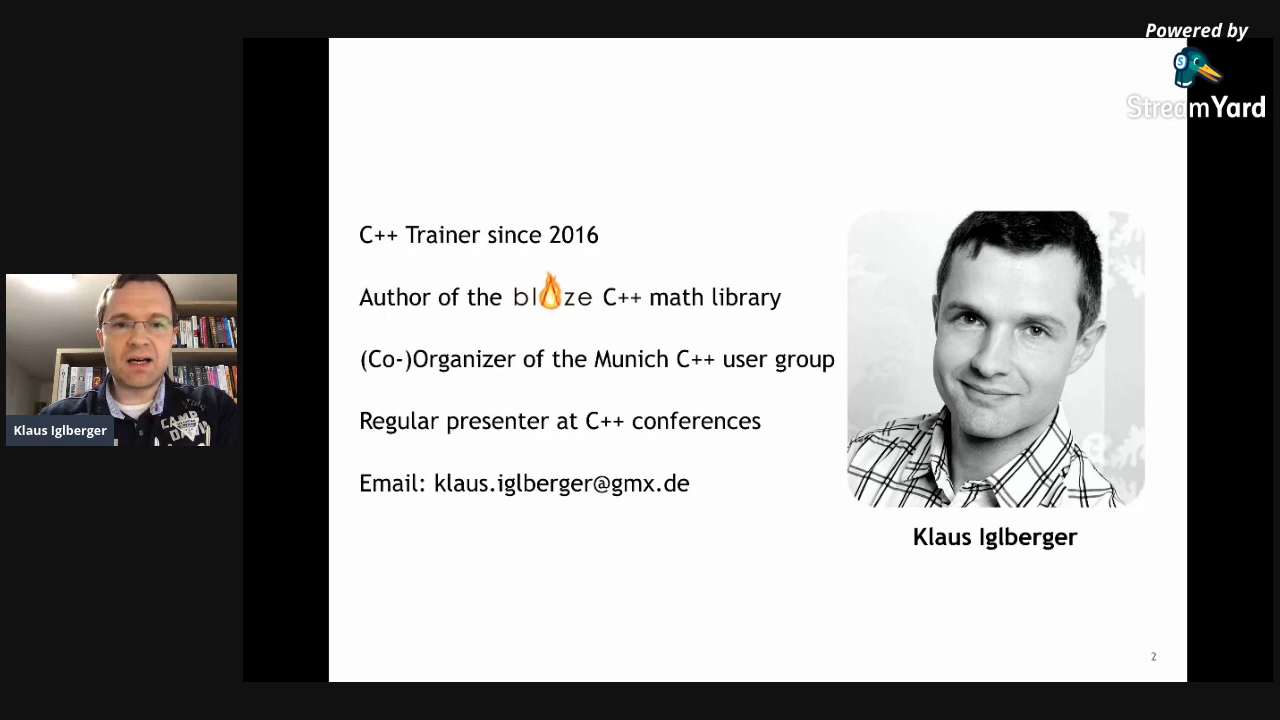 Powered by
StreamYard
C++ Trainer since 2016
Author of the blaze C++ math library
(Co-)Organizer of the Munich C++ user group
Regular presenter at C++ conferences
Email: klaus.iglberger@gmx.de
Klaus Iglberger
Klaus Iglberger
CAMP
2